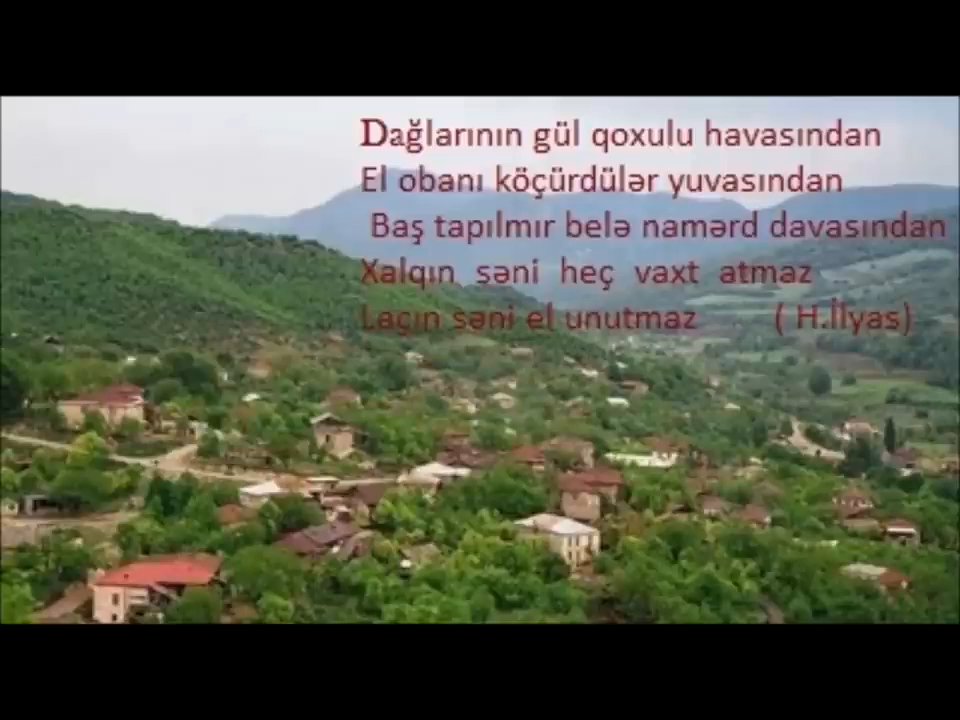 Dağlarının gül qoxulu havasından
El obanı köçürdülər yuvasından
Baş tapılmır belə namərd davasından
Xalqın səni heç vaxt atmaz
Laçın səni el unutmaz ( H.İlyas)